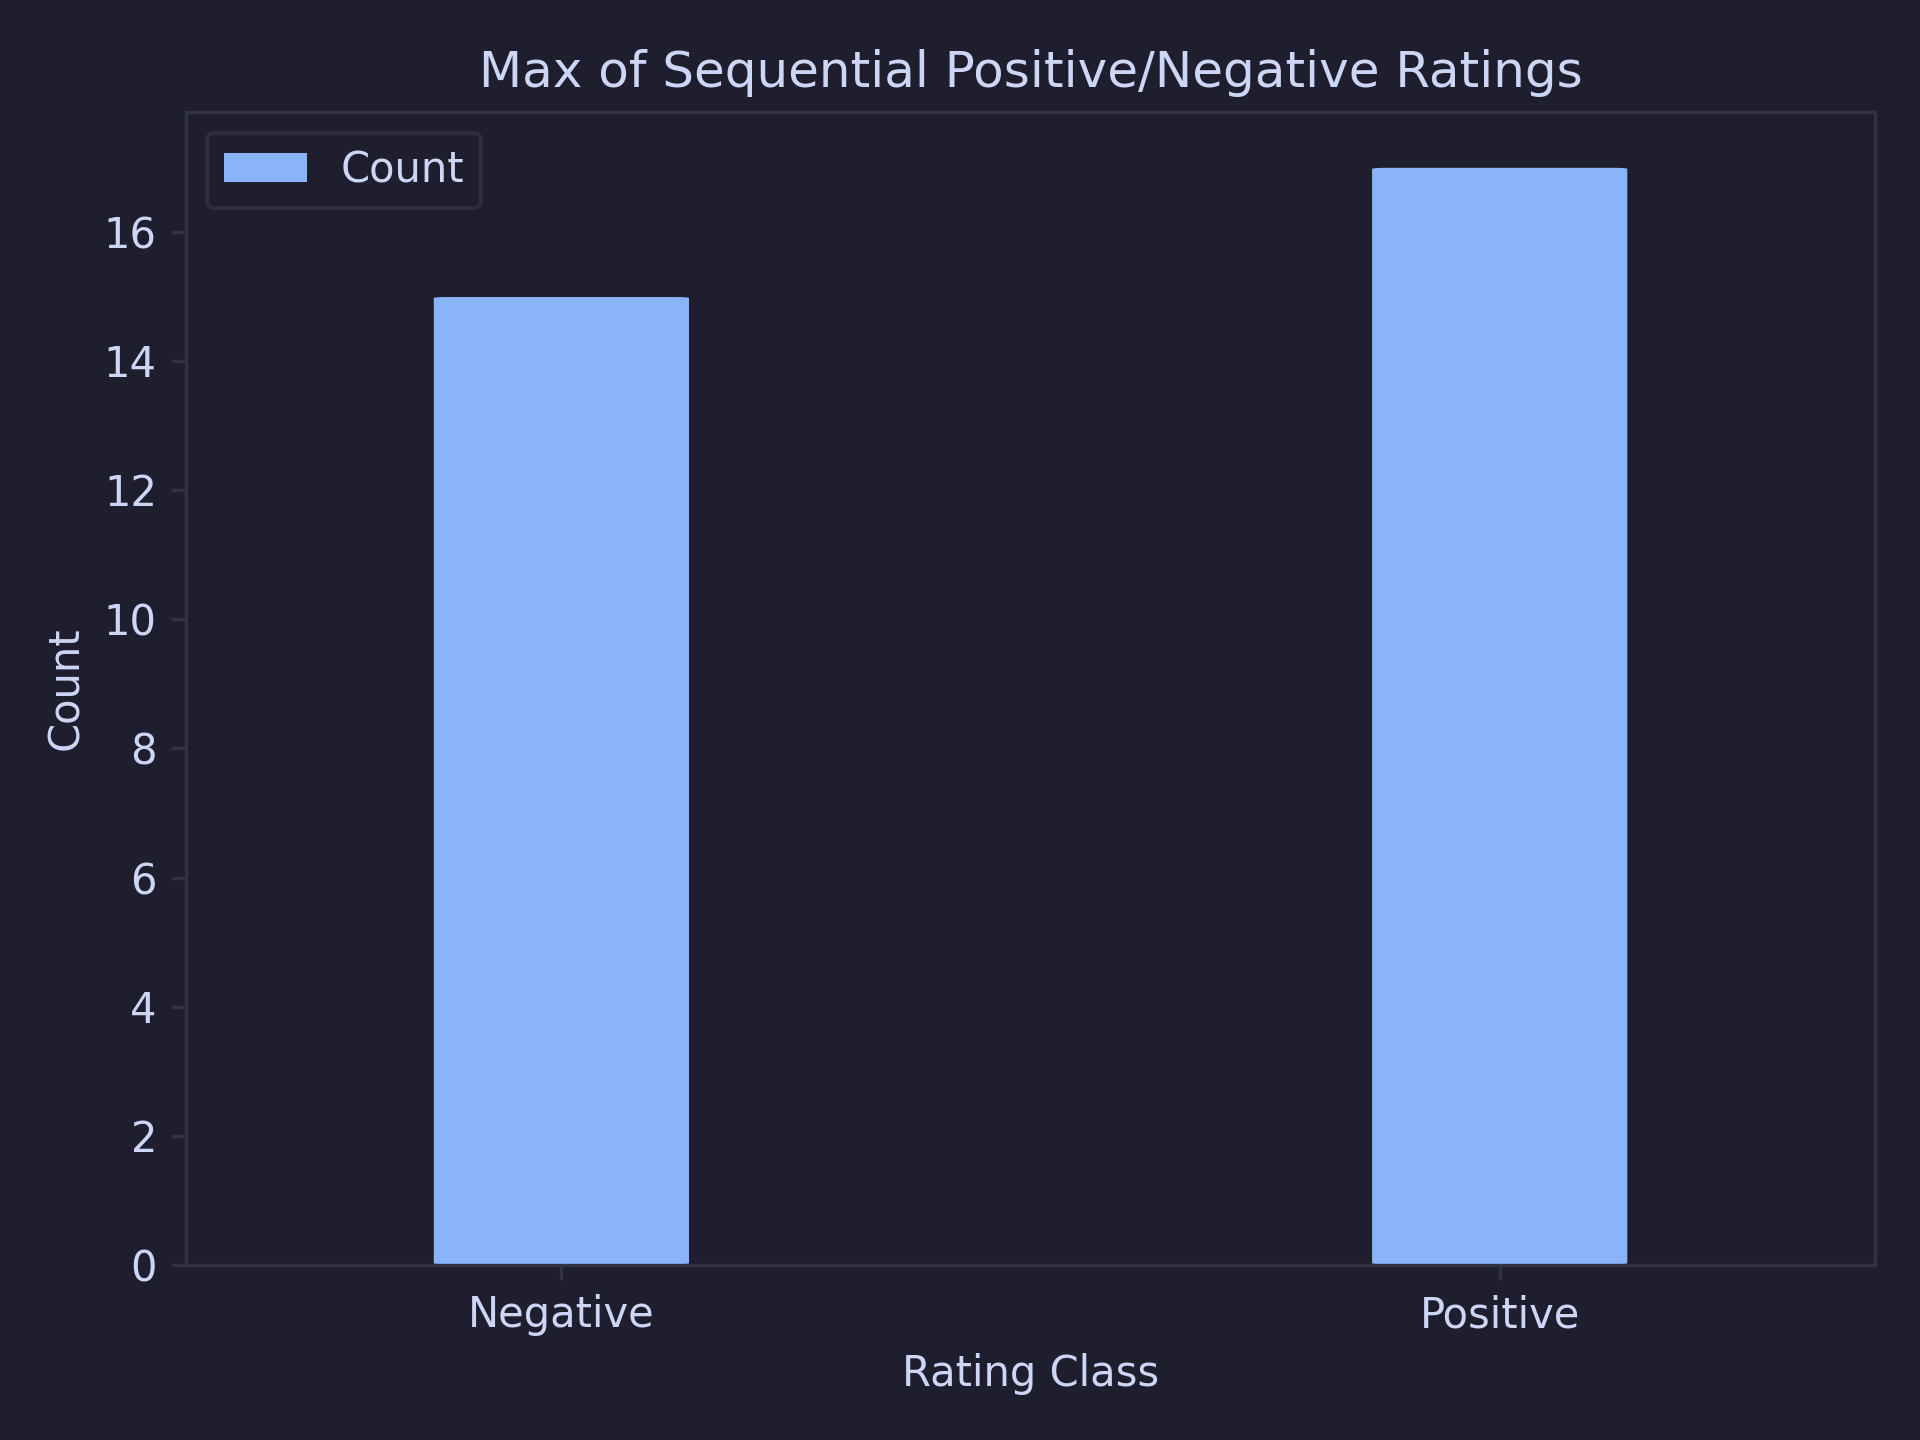 Max of Sequential Positive/Negative Ratings
Count
16
14
12
10
8
6
4
2
0
Count
Negative
Positive
Rating Class